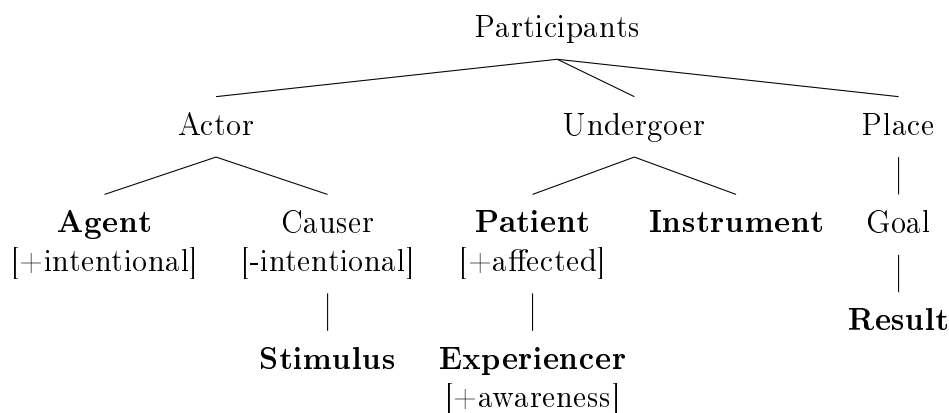 Participants
Actor Undergoer Place
Agent Causer Patient Instrument Goal
[+intentional] [-intentional] [+affected]
Result
Stimulus Experiencer
[+awareness]